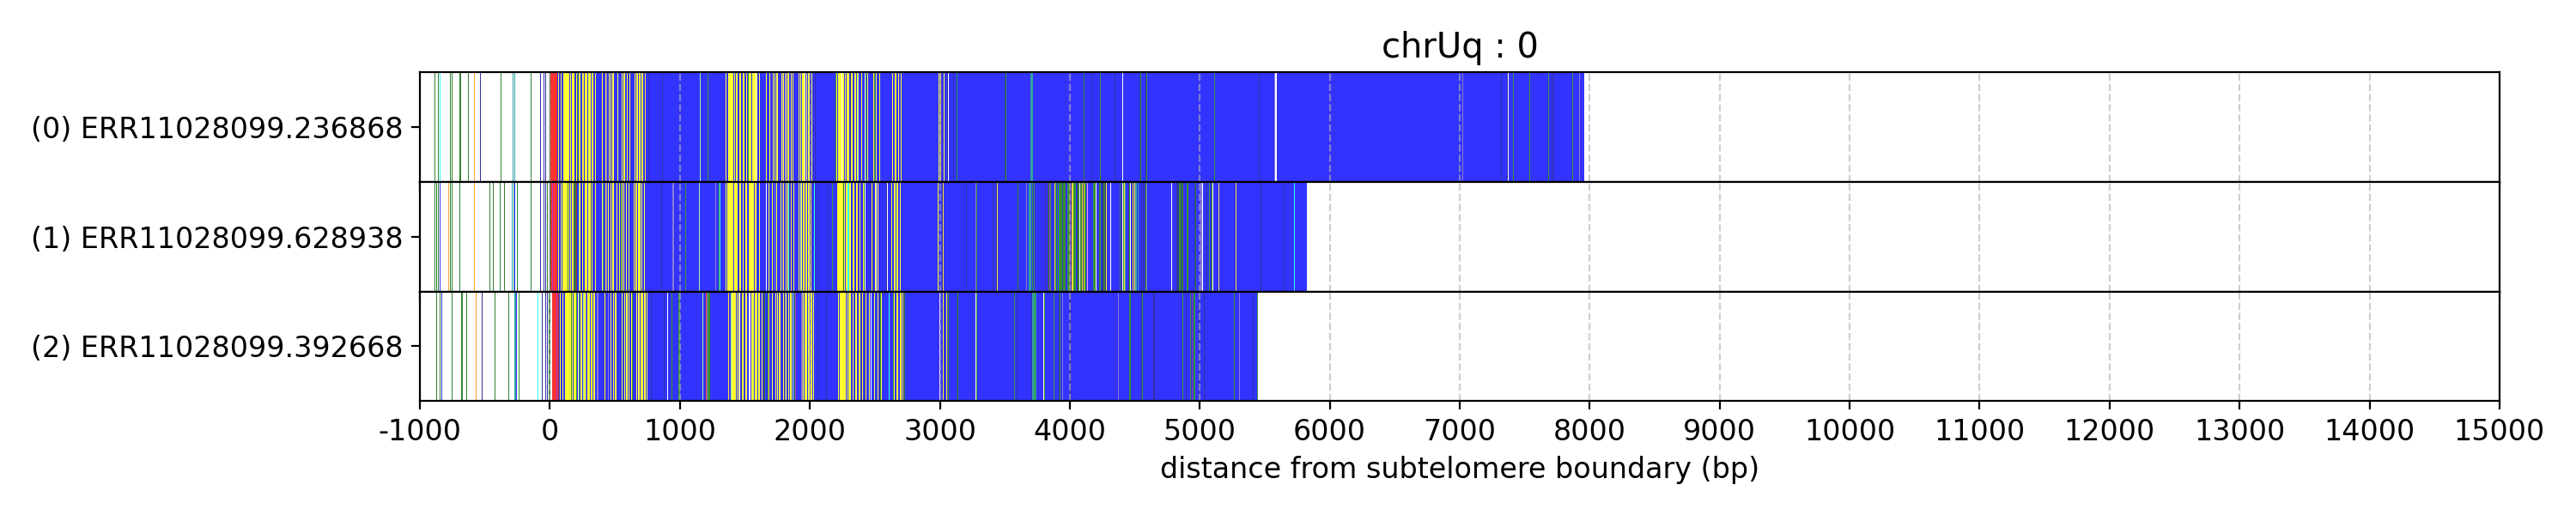 chrUq : 0
(0) ERR11028099.236868
(1) ERR11028099.628938
(2) ERR11028099.392668
-1000 0 1000 2000 3000 4000 5000 6000 7000 8000 9000 10000 11000 12000 13000 14000 15000
distance from subtelomere boundary (bp)